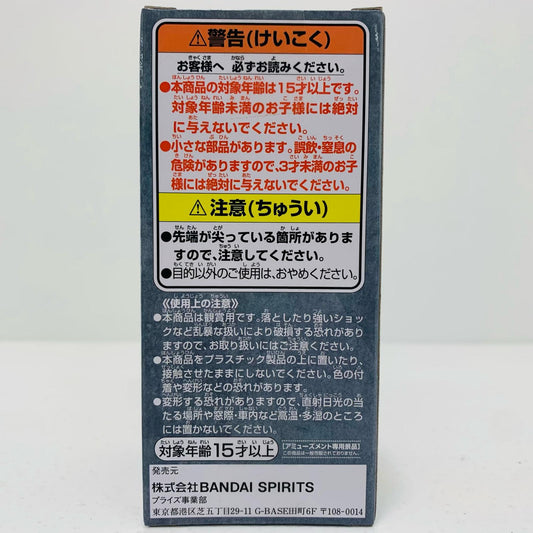 ⚠警告(けいこく)
お客様へ 必ずお読みください。
●本商品の対象年齢は15才以上です。
対象年齢未満のお子様には絶対
に与えないでください。
●小さな部品があります。誤飲・窒息の
危険がありますので、3才未満のお子
様には絶対に与えないでください。
⚠注意(ちゅうい)
●先端が尖っている箇所がありま
すので、注意してください。
●目的以外のご使用は、おやめください。
《使用上の注意》
●本商品は観賞用です。落としたり強いショッ
クなど乱暴な扱いにより破損する恐れがあり
ますので、お取り扱いにはご注意ください。
●本商品をプラスチック製品の上に置いたり、
接触させたままにしないでください。色の付
着や変形などの恐れがあります。
●変形する恐れがありますので、直射日光の当
たる場所や窓際・車内など高温・多湿のところ
には置かないでください。
対象年齢15才以上
【アミューズメント専用景品】
この商品は一般に販売されておりません。
発売元
株式会社BANDAI SPIRITS
プライズ事業部
東京都港区芝五丁目29-11 G-BASE田町6F 〒108-0014